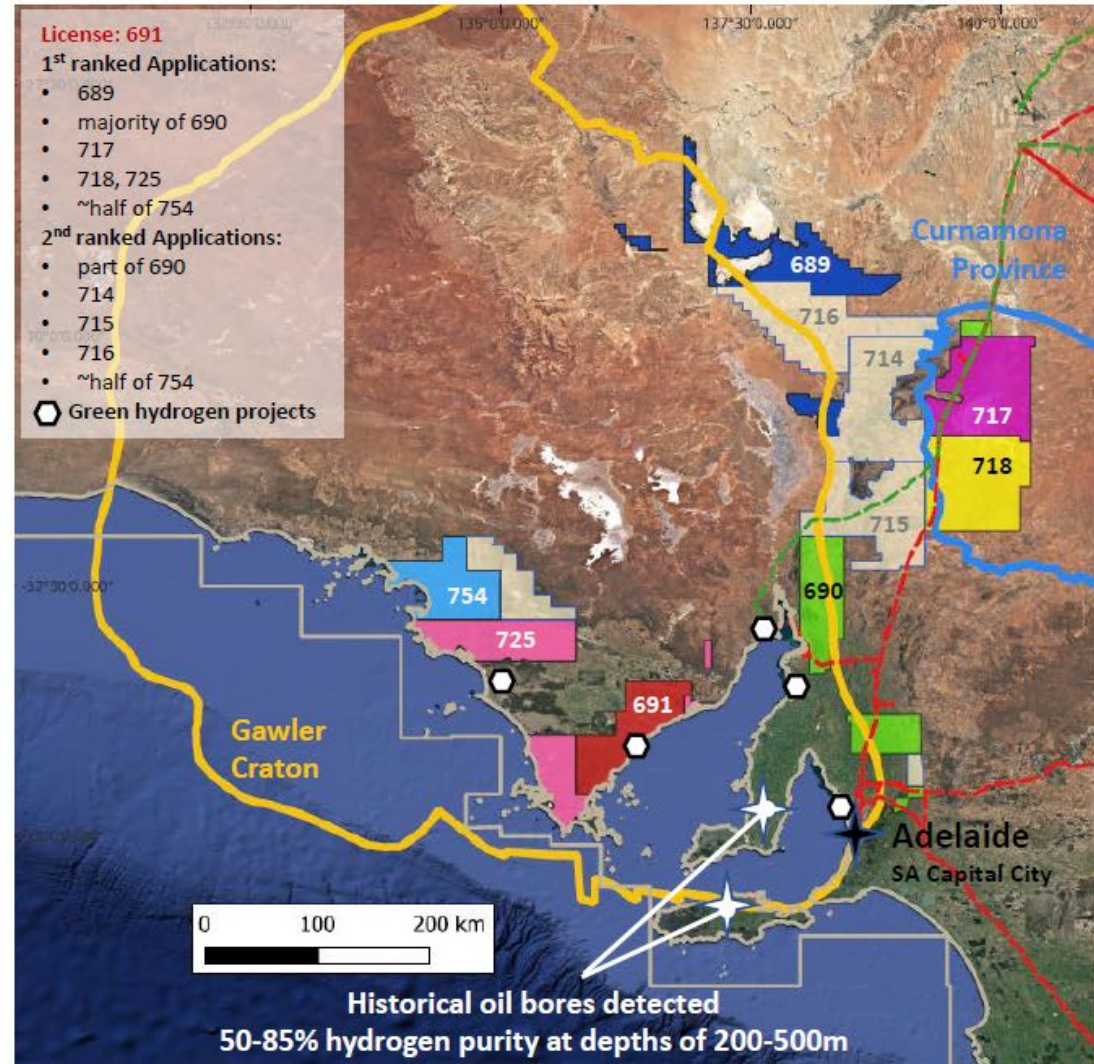 132°30'0.000"
135°0'0.000"
137°30'0.000"
140°0'0.000"
License: 691
1st ranked Applications:
• 689
• majority of 690
• 717
• 718, 725
• ~half of 754
2nd ranked Applications:
• part of 690
• 714
• 715
• 716
• ~half of 754
Green hydrogen projects
Curnamona
Province
689
716
714
717
718
715
-32°30'0.000"
754
690
725
691
Gawler
Craton
Adelaide
SA Capital City
0 100 200 km
Historical oil bores detected
50-85% hydrogen purity at depths of 200-500m